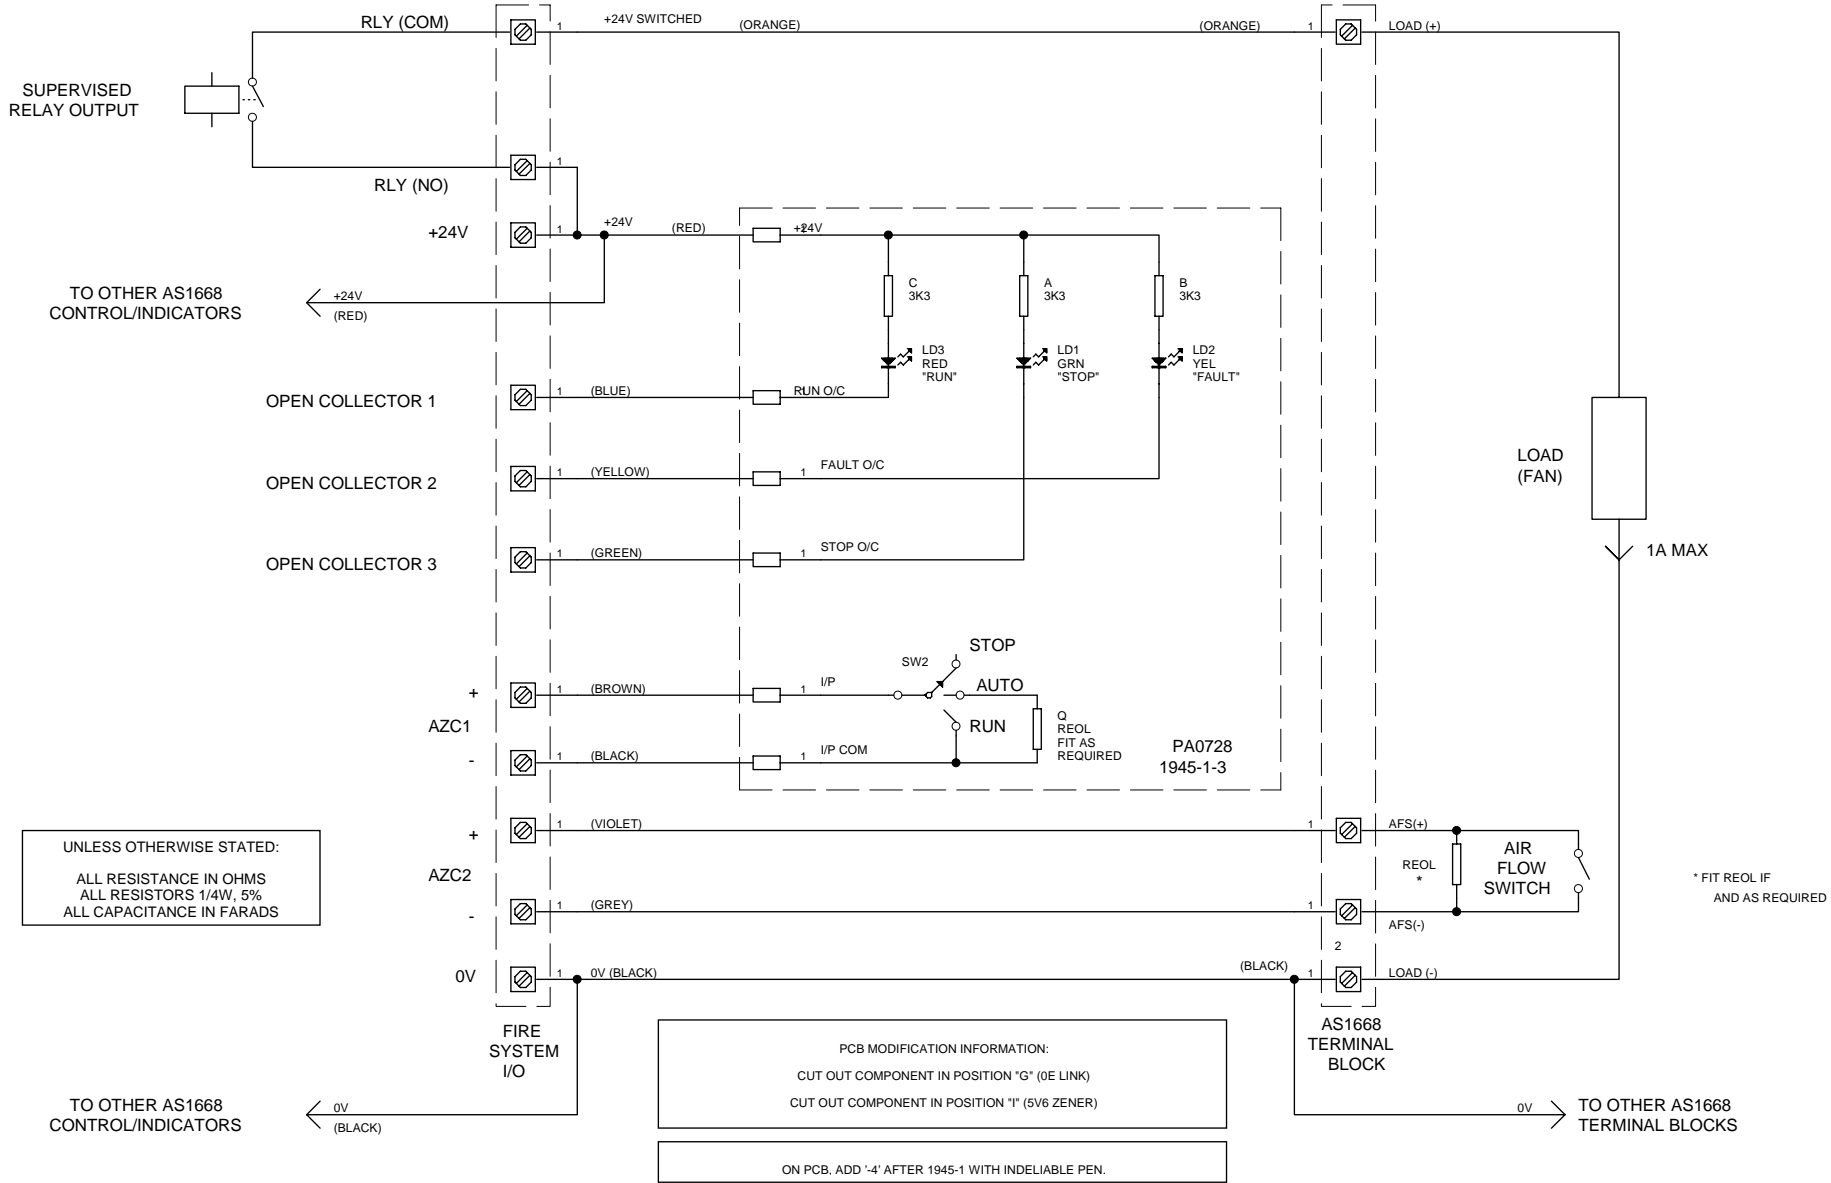 RLY (COM)
1
+24V SWITCHED
(ORANGE)
(ORANGE)
1
LOAD (+)
SUPERVISED
RELAY OUTPUT
1
RLY (NO)
+24V
1
+24V
(RED)
+24V
TO OTHER AS1668
CONTROL/INDICATORS
+24V
(RED)
C
3K3
A
3K3
B
3K3
LD3
RED
"RUN"
LD1
GRN
"STOP"
LD2
YEL
"FAULT"
OPEN COLLECTOR 1
1
(BLUE)
RUN O/C
OPEN COLLECTOR 2
1
(YELLOW)
1
FAULT O/C
OPEN COLLECTOR 3
1
(GREEN)
1
STOP O/C
LOAD
(FAN)
1A MAX
+
AZC1
-
1
(BROWN)
1
I/P
SW2
STOP
AUTO
RUN
Q
REOL
FIT AS
REQUIRED
1
(BLACK)
1
I/P COM
PA0728
1945-1-3
+
AZC2
-
1
(VIOLET)
1
AFS(+)
REOL
*
AIR
FLOW
SWITCH
* FIT REOL IF
AND AS REQUIRED
1
(GREY)
1
AFS(-)
2
0V
1
0V (BLACK)
(BLACK)
1
LOAD (-)
UNLESS OTHERWISE STATED:
ALL RESISTANCE IN OHMS
ALL RESISTORS 1/4W, 5%
ALL CAPACITANCE IN FARADS
FIRE
SYSTEM
I/O
AS1668
TERMINAL
BLOCK
PCB MODIFICATION INFORMATION:
CUT OUT COMPONENT IN POSITION "G" (0E LINK)
CUT OUT COMPONENT IN POSITION "I" (5V6 ZENER)
TO OTHER AS1668
CONTROL/INDICATORS
0V
(BLACK)
0V
TO OTHER AS1668
TERMINAL BLOCKS
ON PCB, ADD '-4' AFTER 1945-1 WITH INDELIABLE PEN.